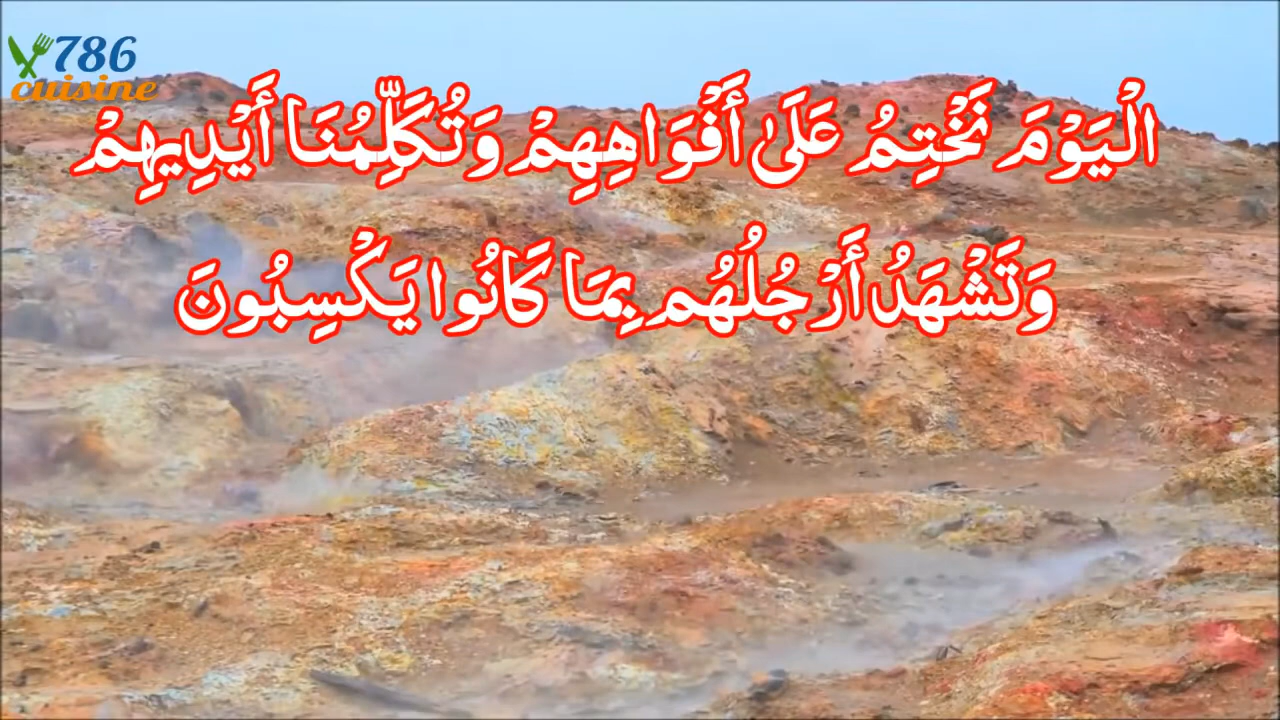 786
cuisine
الْيَوْمَ نَخْتِمُ عَلَىٰ أَفْوَاهِهِمْ وَتُكَلِّمُنَا أَيْدِيهِمْ
وَتَشْهَدُ أَرْجُلُهُم بِمَا كَانُوا يَكْسِبُونَ